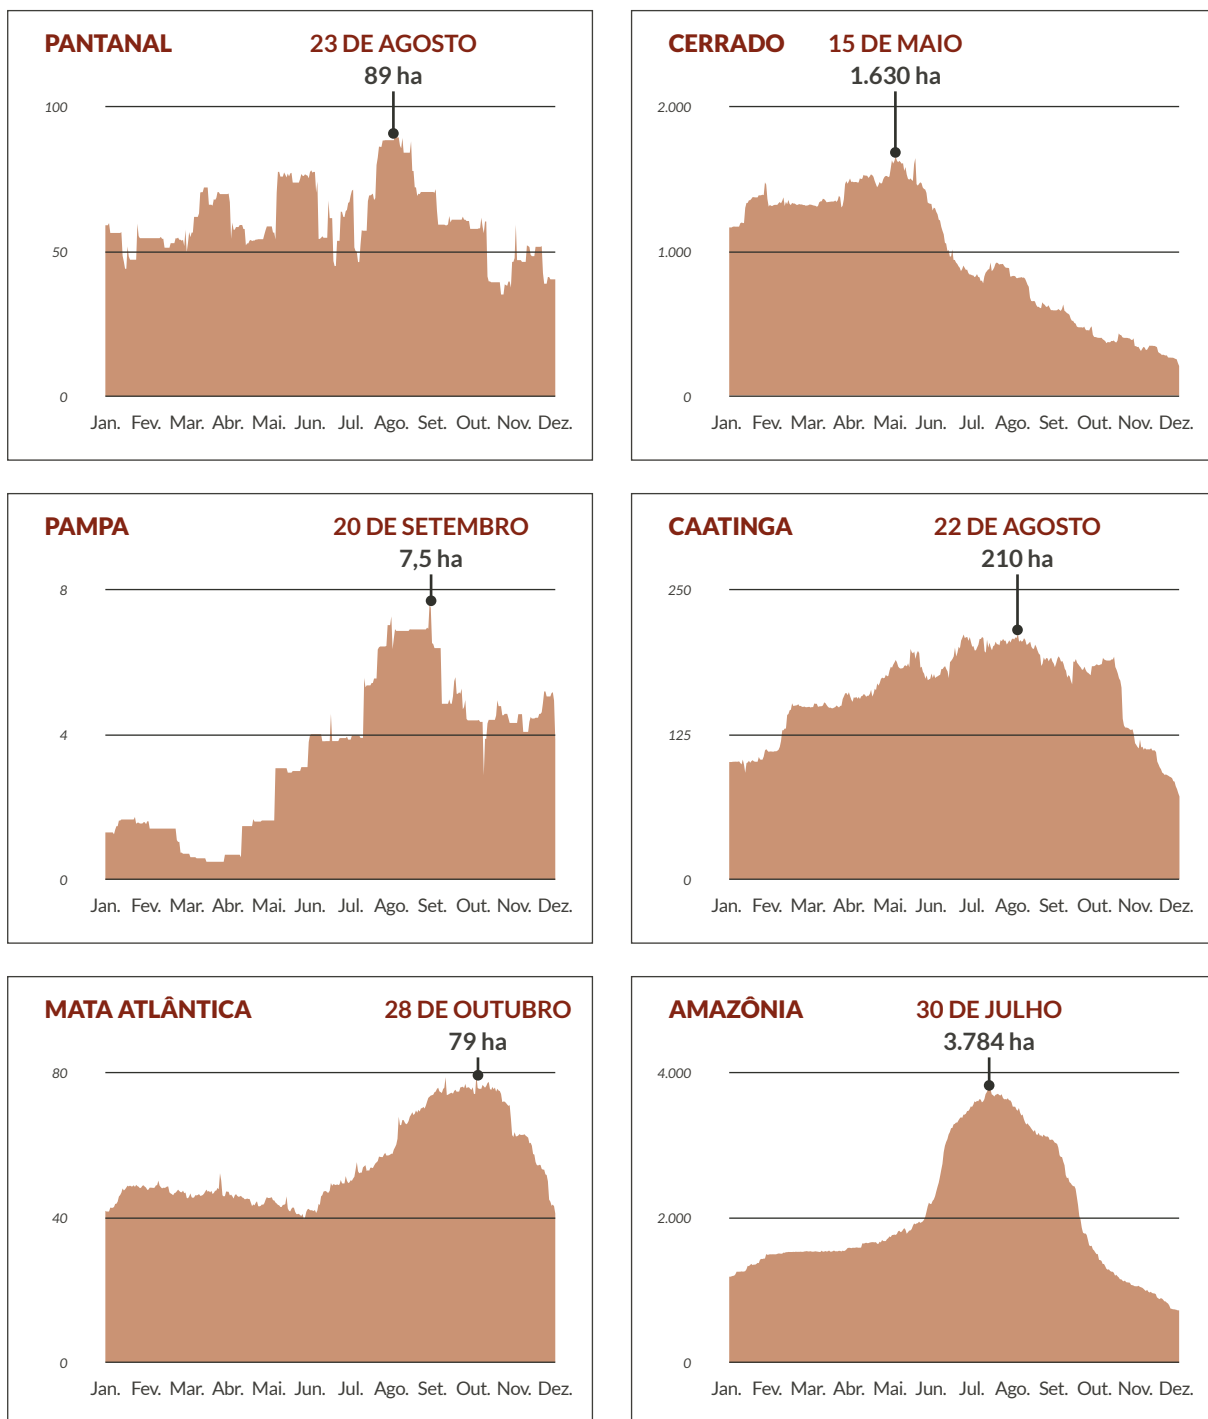 PANTANAL
23 DE AGOSTO
89 ha
100
50
0
Jan. Fev. Mar. Abr. Mai. Jun. Jul. Ago. Set. Out. Nov. Dez.
CERRADO
15 DE MAIO
1.630 ha
2.000
1.000
0
Jan. Fev. Mar. Abr. Mai. Jun. Jul. Ago. Set. Out. Nov. Dez.
PAMPA
20 DE SETEMBRO
7,5 ha
8
4
0
Jan. Fev. Mar. Abr. Mai. Jun. Jul. Ago. Set. Out. Nov. Dez.
CAATINGA
22 DE AGOSTO
210 ha
250
125
0
Jan. Fev. Mar. Abr. Mai. Jun. Jul. Ago. Set. Out. Nov. Dez.
MATA ATLÂNTICA
28 DE OUTUBRO
79 ha
80
40
0
Jan. Fev. Mar. Abr. Mai. Jun. Jul. Ago. Set. Out. Nov. Dez.
AMAZÔNIA
30 DE JULHO
3.784 ha
4.000
2.000
0
Jan. Fev. Mar. Abr. Mai. Jun. Jul. Ago. Set. Out. Nov. Dez.